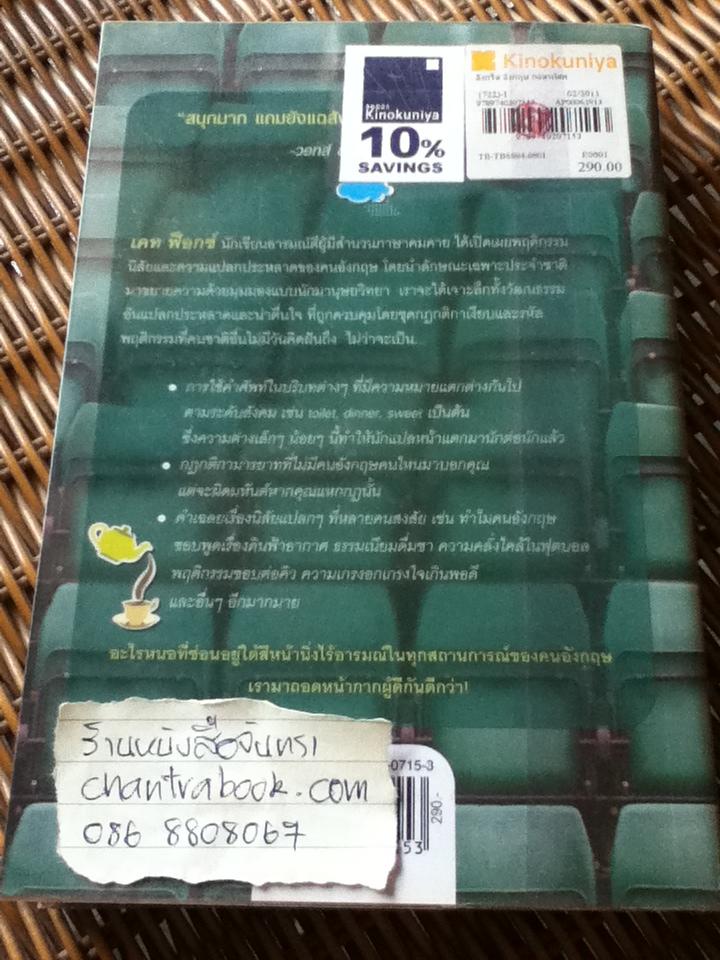 Kinokuniya
BOOKS
Kinokuniya
10%
SAVINGS
02/2011
290.00
"สนุกมาก แถมยังแฉสัง
-วอทส์
เคท ฟ็อกซ์ นักเขียนอารมณ์ดีผู้มีสำนวนภาษาคมคาย ได้เปิดเผยพฤติกรรม
นิสัยและความแปลกประหลาดของคนอังกฤษ โดยนำลักษณะเฉพาะประจำชาติ
มาขยายความด้วยมุมมองแบบนักมานุษยวิทยา เราจะได้เจาะลึกทั้งวัฒนธรรม
อันแปลกประหลาดและน่าตื่นใจ ที่ถูกควบคุมโดยชุดกฎกติกาเงียบและรหัส
พฤติกรรมที่คนชาติอื่นไม่มีวันคิดฝันถึง ไม่ว่าจะเป็น
• การใช้คำศัพท์ในบริบทต่างๆ ที่มีความหมายแตกต่างกันไป
ตามระดับสังคม เช่น toilet, dinner, sweet เป็นต้น
ซึ่งความต่างเล็กๆ น้อยๆ นี้ทำให้นักแปลหน้าแตกมานักต่อนักแล้ว
• กฎกติกามารยาทที่ไม่มีคนอังกฤษคนไหนมาบอกคุณ
แต่จะผิดมหันต์หากคุณแหกกฎนั้น
• คำเฉลยเรื่องนิสัยแปลกๆ ที่หลายคนสงสัย เช่น ทำไมคนอังกฤษ
ชอบพูดเรื่องดินฟ้าอากาศ ธรรมเนียมดื่มชา ความคลั่งไคล้ในฟุตบอล
พฤติกรรมชอบต่อคิว ความเกรงอกเกรงใจเกินพอดี
และอื่นๆ อีกมากมาย
อะไรหนอที่ซ่อนอยู่ใต้สีหน้านิ่งไร้อารมณ์ในทุกสถานการณ์ของคนอังกฤษ
เรามาถอดหน้ากากผู้ดีกันดีกว่า!
ร้านหนังสือจันทรา
chantrabook.com
086 8808067
-0715-3
53
290.-